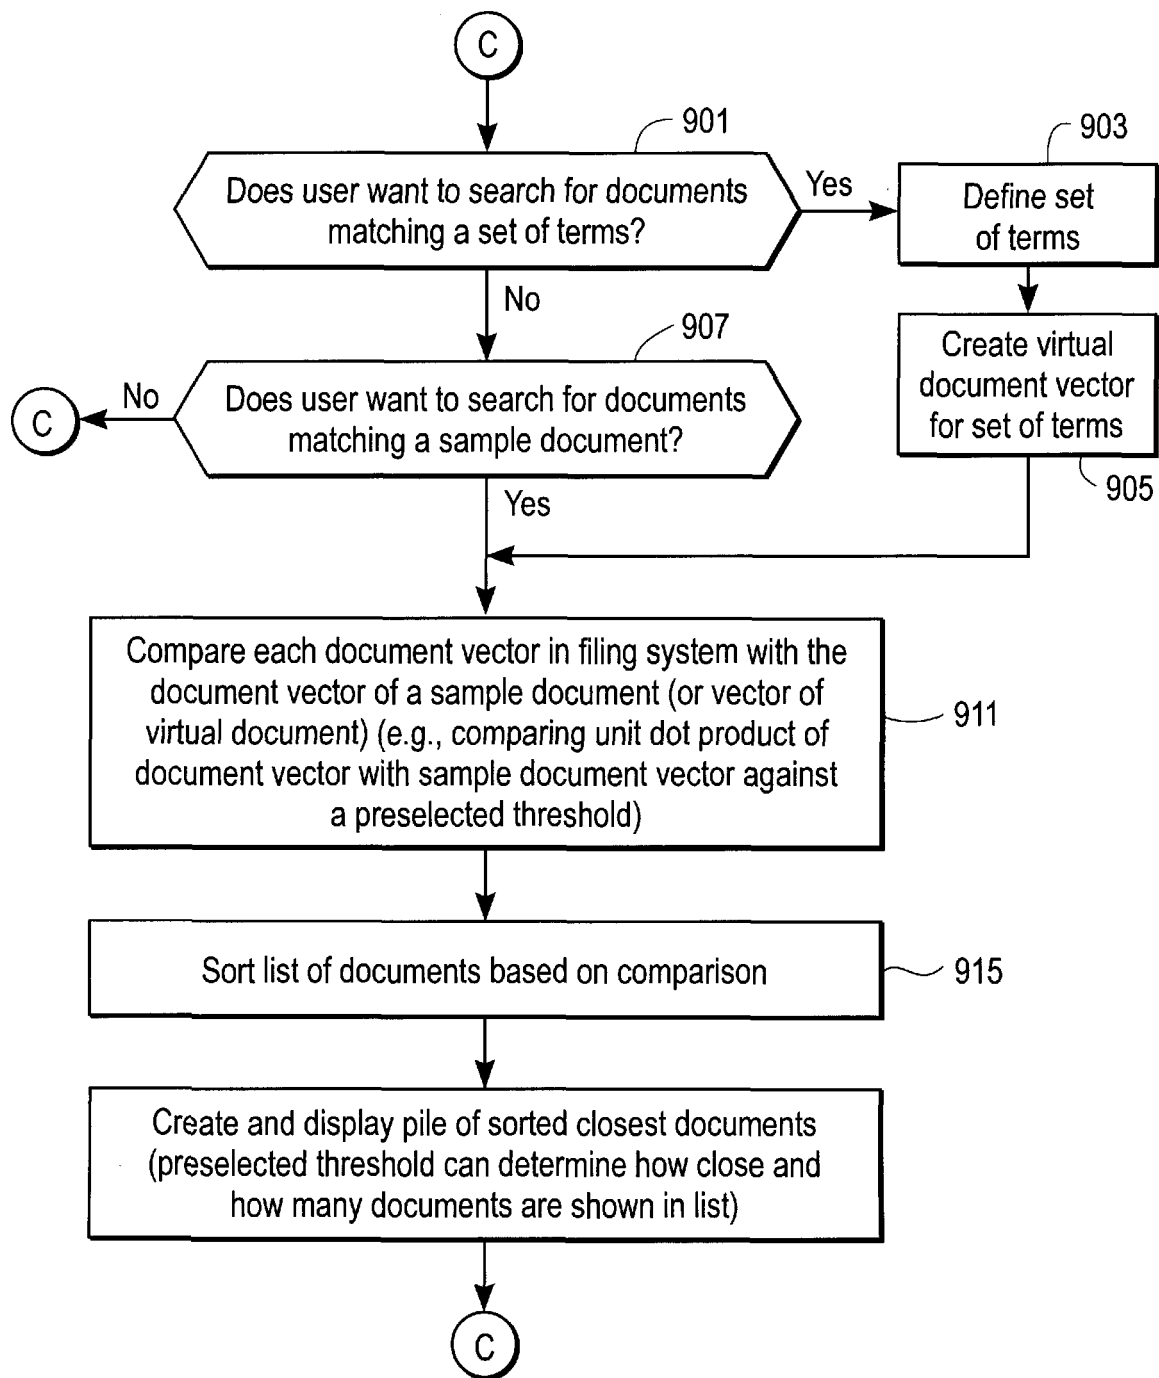 C
901
Does user want to search for documents
matching a set of terms?
Yes
903
Define set
of terms
No
Create virtual
document vector
for set of terms
905
907
Does user want to search for documents
matching a sample document?
No
C
Yes
Compare each document vector in filing system with the
document vector of a sample document (or vector of
virtual document) (e.g., comparing unit dot product of
document vector with sample document vector against
a preselected threshold)
911
Sort list of documents based on comparison
915
Create and display pile of sorted closest documents
(preselected threshold can determine how close and
how many documents are shown in list)
C